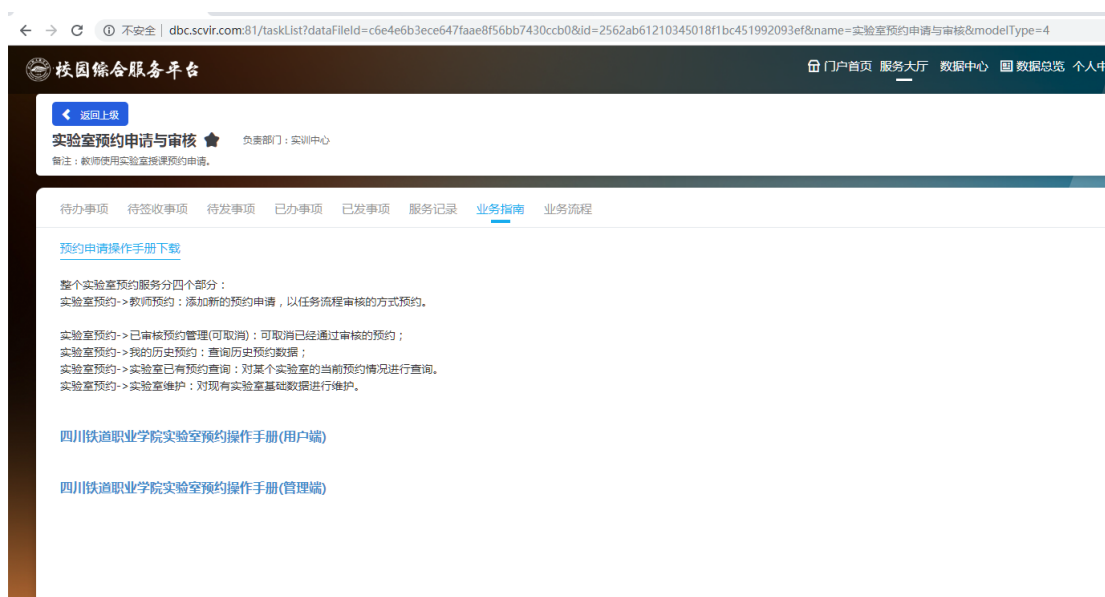 不安全 | dbc.scvir.com:81/taskList?dataFileId=c6e4e6b3ece647faae8f56bb7430ccb0&id=2562ab61210345018f1bc451992093ef&name=实验室预约申请与审核&modelType=4
校园综合服务平台
门户首页 服务大厅 数据中心 数据总览 个人中
返回上级
实验室预约申请与审核 负责部门：实训中心
备注：教师使用实验室授课预约申请。
待办事项 待签收事项 待发事项 已办事项 已发事项 服务记录 业务指南 业务流程
预约申请操作手册下载
整个实验室预约服务分四个部分：
实验室预约->教师预约：添加新的预约申请，以任务流程审核的方式预约。
实验室预约->已审核预约管理(可取消)：可取消已经通过审核的预约；
实验室预约->我的历史预约：查询历史预约数据；
实验室预约->实验室已有预约查询：对某个实验室的当前预约情况进行查询。
实验室预约->实验室维护：对现有实验室基础数据进行维护。
四川铁道职业学院实验室预约操作手册(用户端)
四川铁道职业学院实验室预约操作手册(管理端)